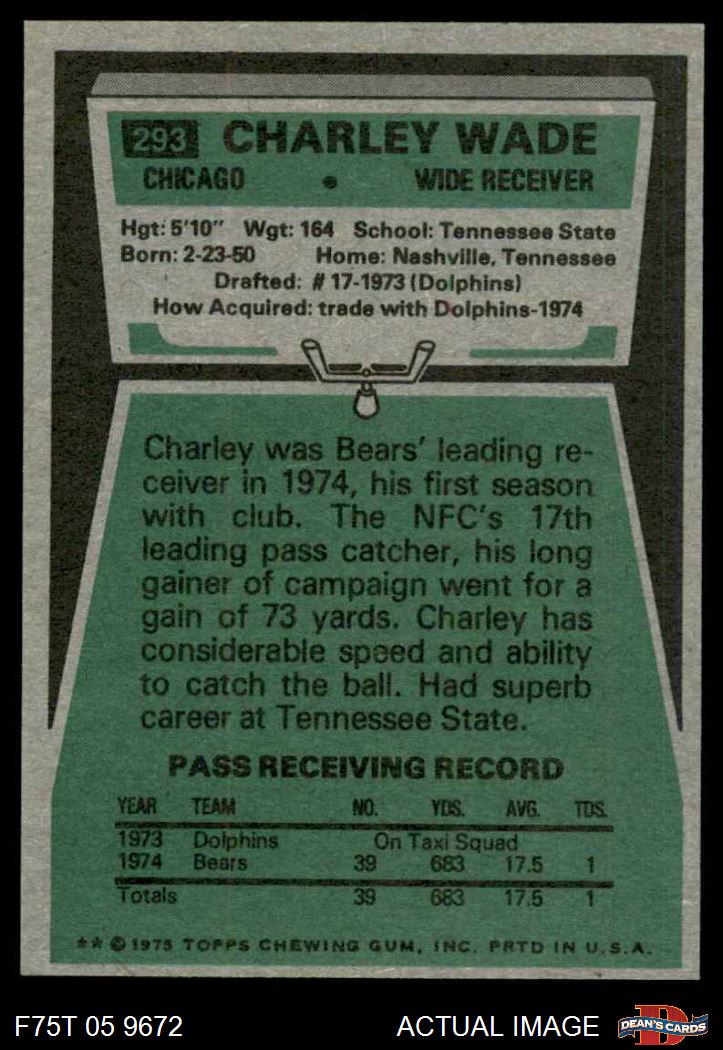 293 CHARLEY WADE
CHICAGO • WIDE RECEIVER
Hgt: 5'10" Wgt: 164 School: Tennessee State
Born: 2-23-50 Home: Nashville, Tennessee
Drafted: # 17-1973 (Dolphins)
How Acquired: trade with Dolphins-1974
Charley was Bears' leading re-
ceiver in 1974, his first season
with club. The NFC's 17th
leading pass catcher, his long
gainer of campaign went for a
gain of 73 yards. Charley has
considerable speed and ability
to catch the ball. Had superb
career at Tennessee State.
PASS RECEIVING RECORD
YEAR TEAM NO. YDS. AVG. TDS.
1973 Dolphins On Taxi Squad
1974 Bears 39 683 17.5 1
Totals 39 683 17.5 1
** © 1975 TOPPS CHEWING GUM, INC. PRTD IN U.S.A.
F75T 05 9672 ACTUAL IMAGE D DEAN'S CARDS